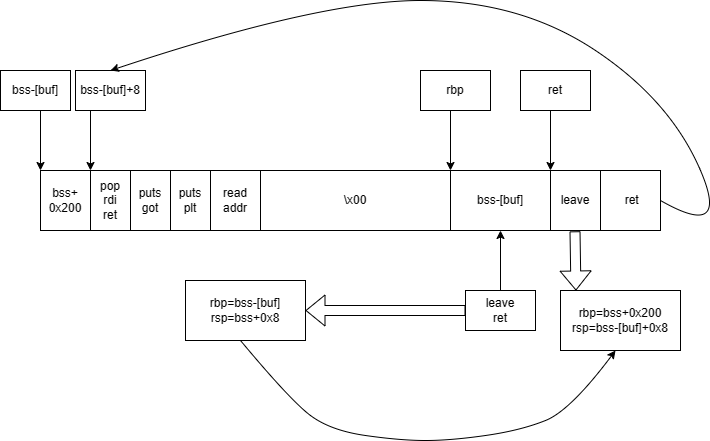 bss-[buf]
bss-[buf]+8
rbp
ret
bss+
0x200
pop
rdi
ret
puts
got
puts
plt
read
addr
\x00
bss-[buf]
leave
ret
rbp=bss-[buf]
rsp=bss+0x8
leave
ret
rbp=bss+0x200
rsp=bss-[buf]+0x8